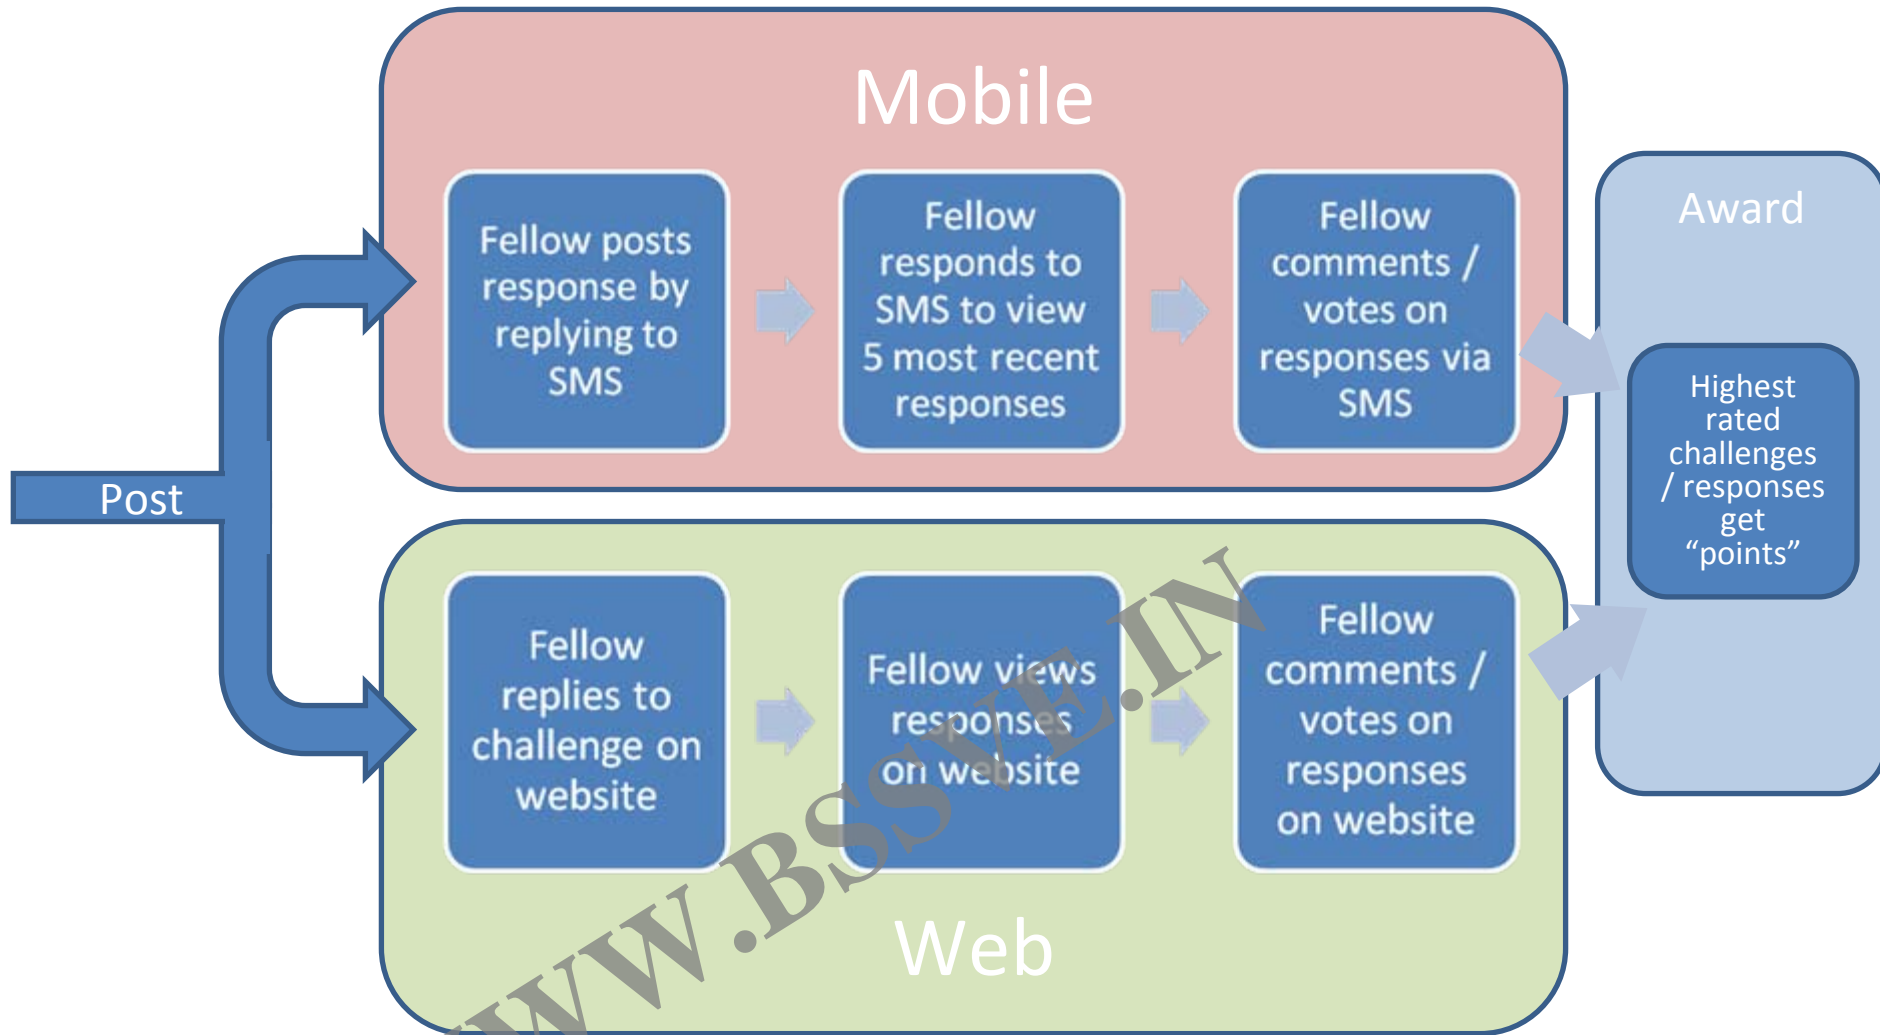 Mobile
Fellow posts
response by
replying to
SMS
Fellow
responds to
SMS to view
5 most recent
responses
Fellow
comments /
votes on
responses via
SMS
Award
Highest
rated
challenges
/ responses
get
“points”
Post
Fellow
replies to
challenge on
website
Fellow views
responses
on website
Fellow
comments /
votes on
responses
on website
Web
WW.BSSVE.IN